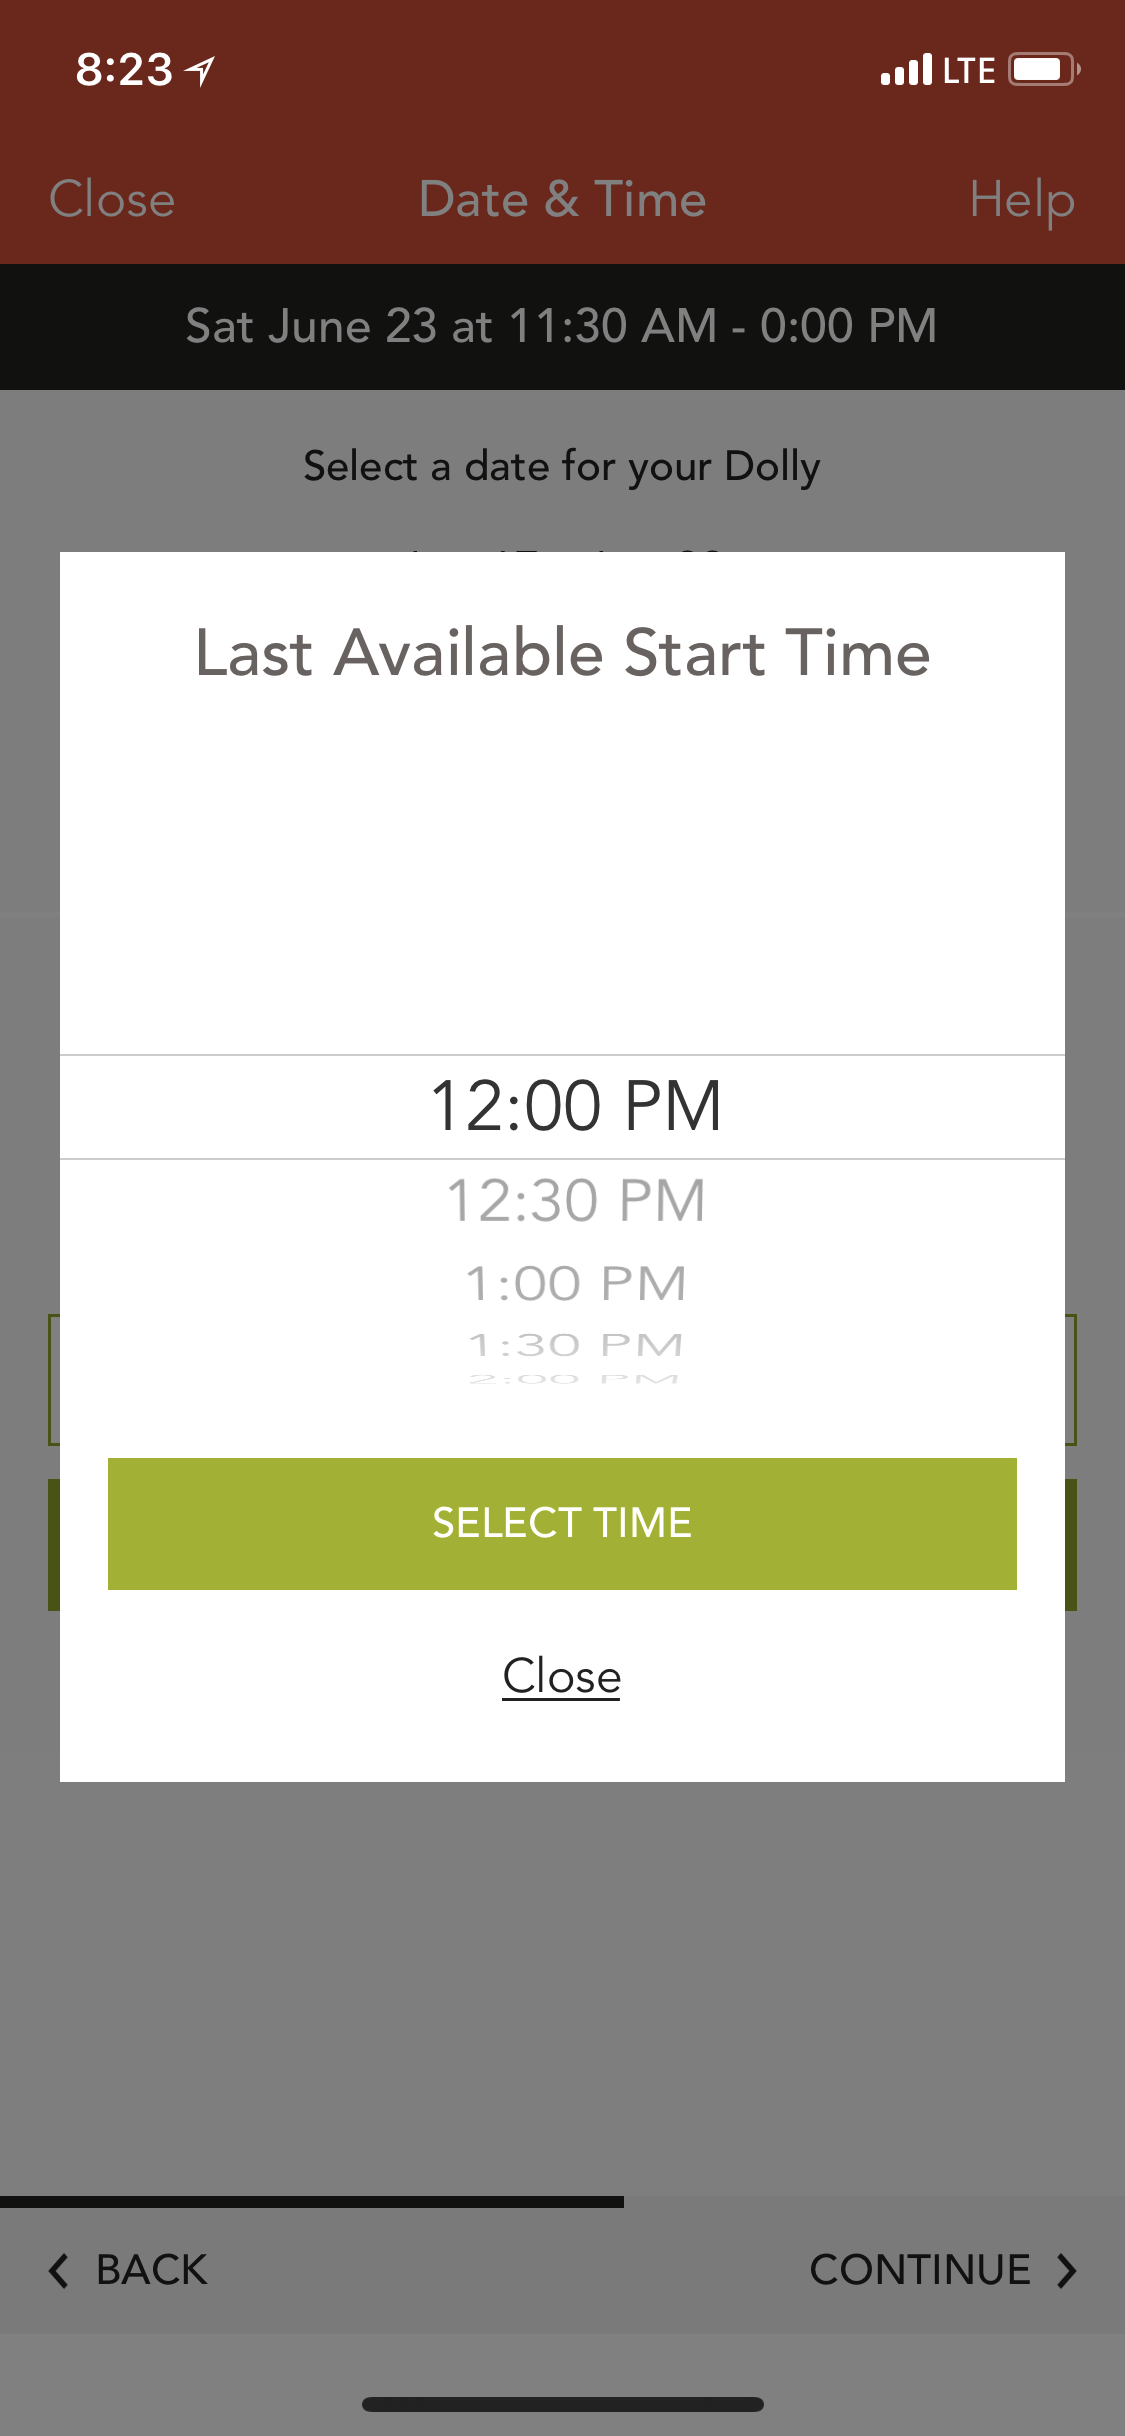 8:23
LTE
Close
Date & Time
Help
Sat June 23 at 11:30 AM - 0:00 PM
Select a date for your Dolly
Last Available Start Time
12:00 PM
12:30 PM
1:00 PM
1:30 PM
2:00 PM
SELECT TIME
Close
BACK
CONTINUE